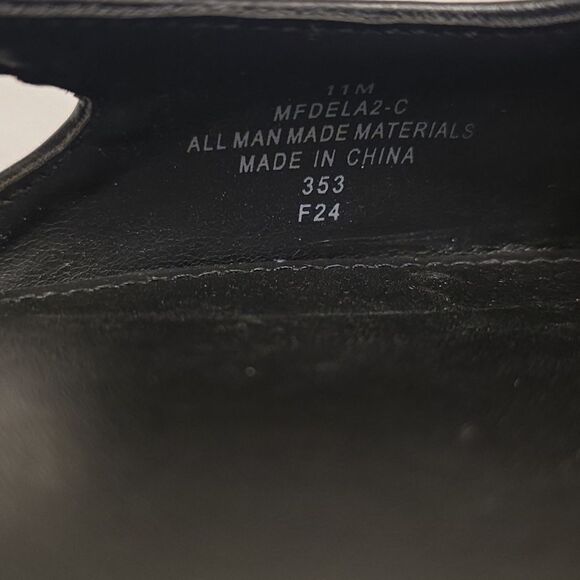 11M
MFDELA2-C
ALL MAN MADE MATERIALS
MADE IN CHINA
353
F24